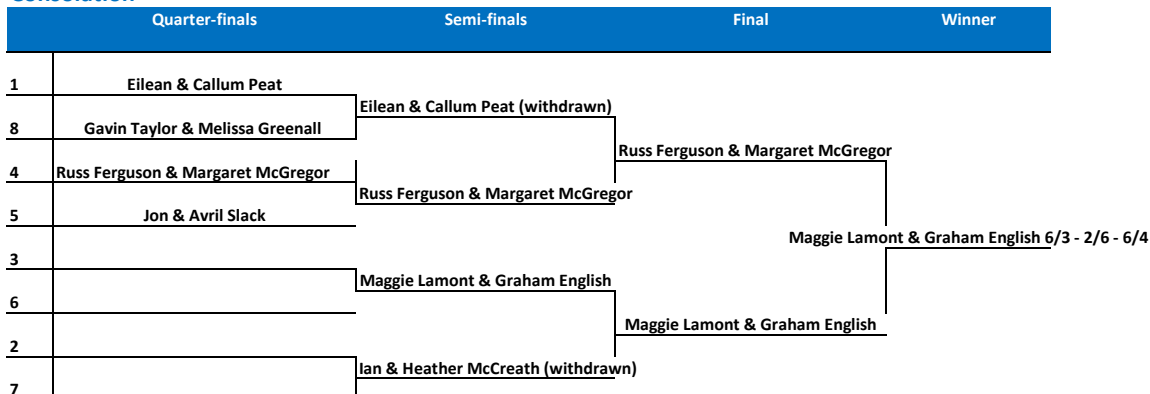 Consolation
Quarter-finals Semi-finals Final Winner
1 Eilean & Callum Peat
Eilean & Callum Peat (withdrawn)
8 Gavin Taylor & Melissa Greenall
Russ Ferguson & Margaret McGregor
4 Russ Ferguson & Margaret McGregor
Russ Ferguson & Margaret McGregor
5 Jon & Avril Slack
Maggie Lamont & Graham English 6/3 - 2/6 - 6/4
3
Maggie Lamont & Graham English
6
Maggie Lamont & Graham English
2
Ian & Heather McCreath (withdrawn)
7